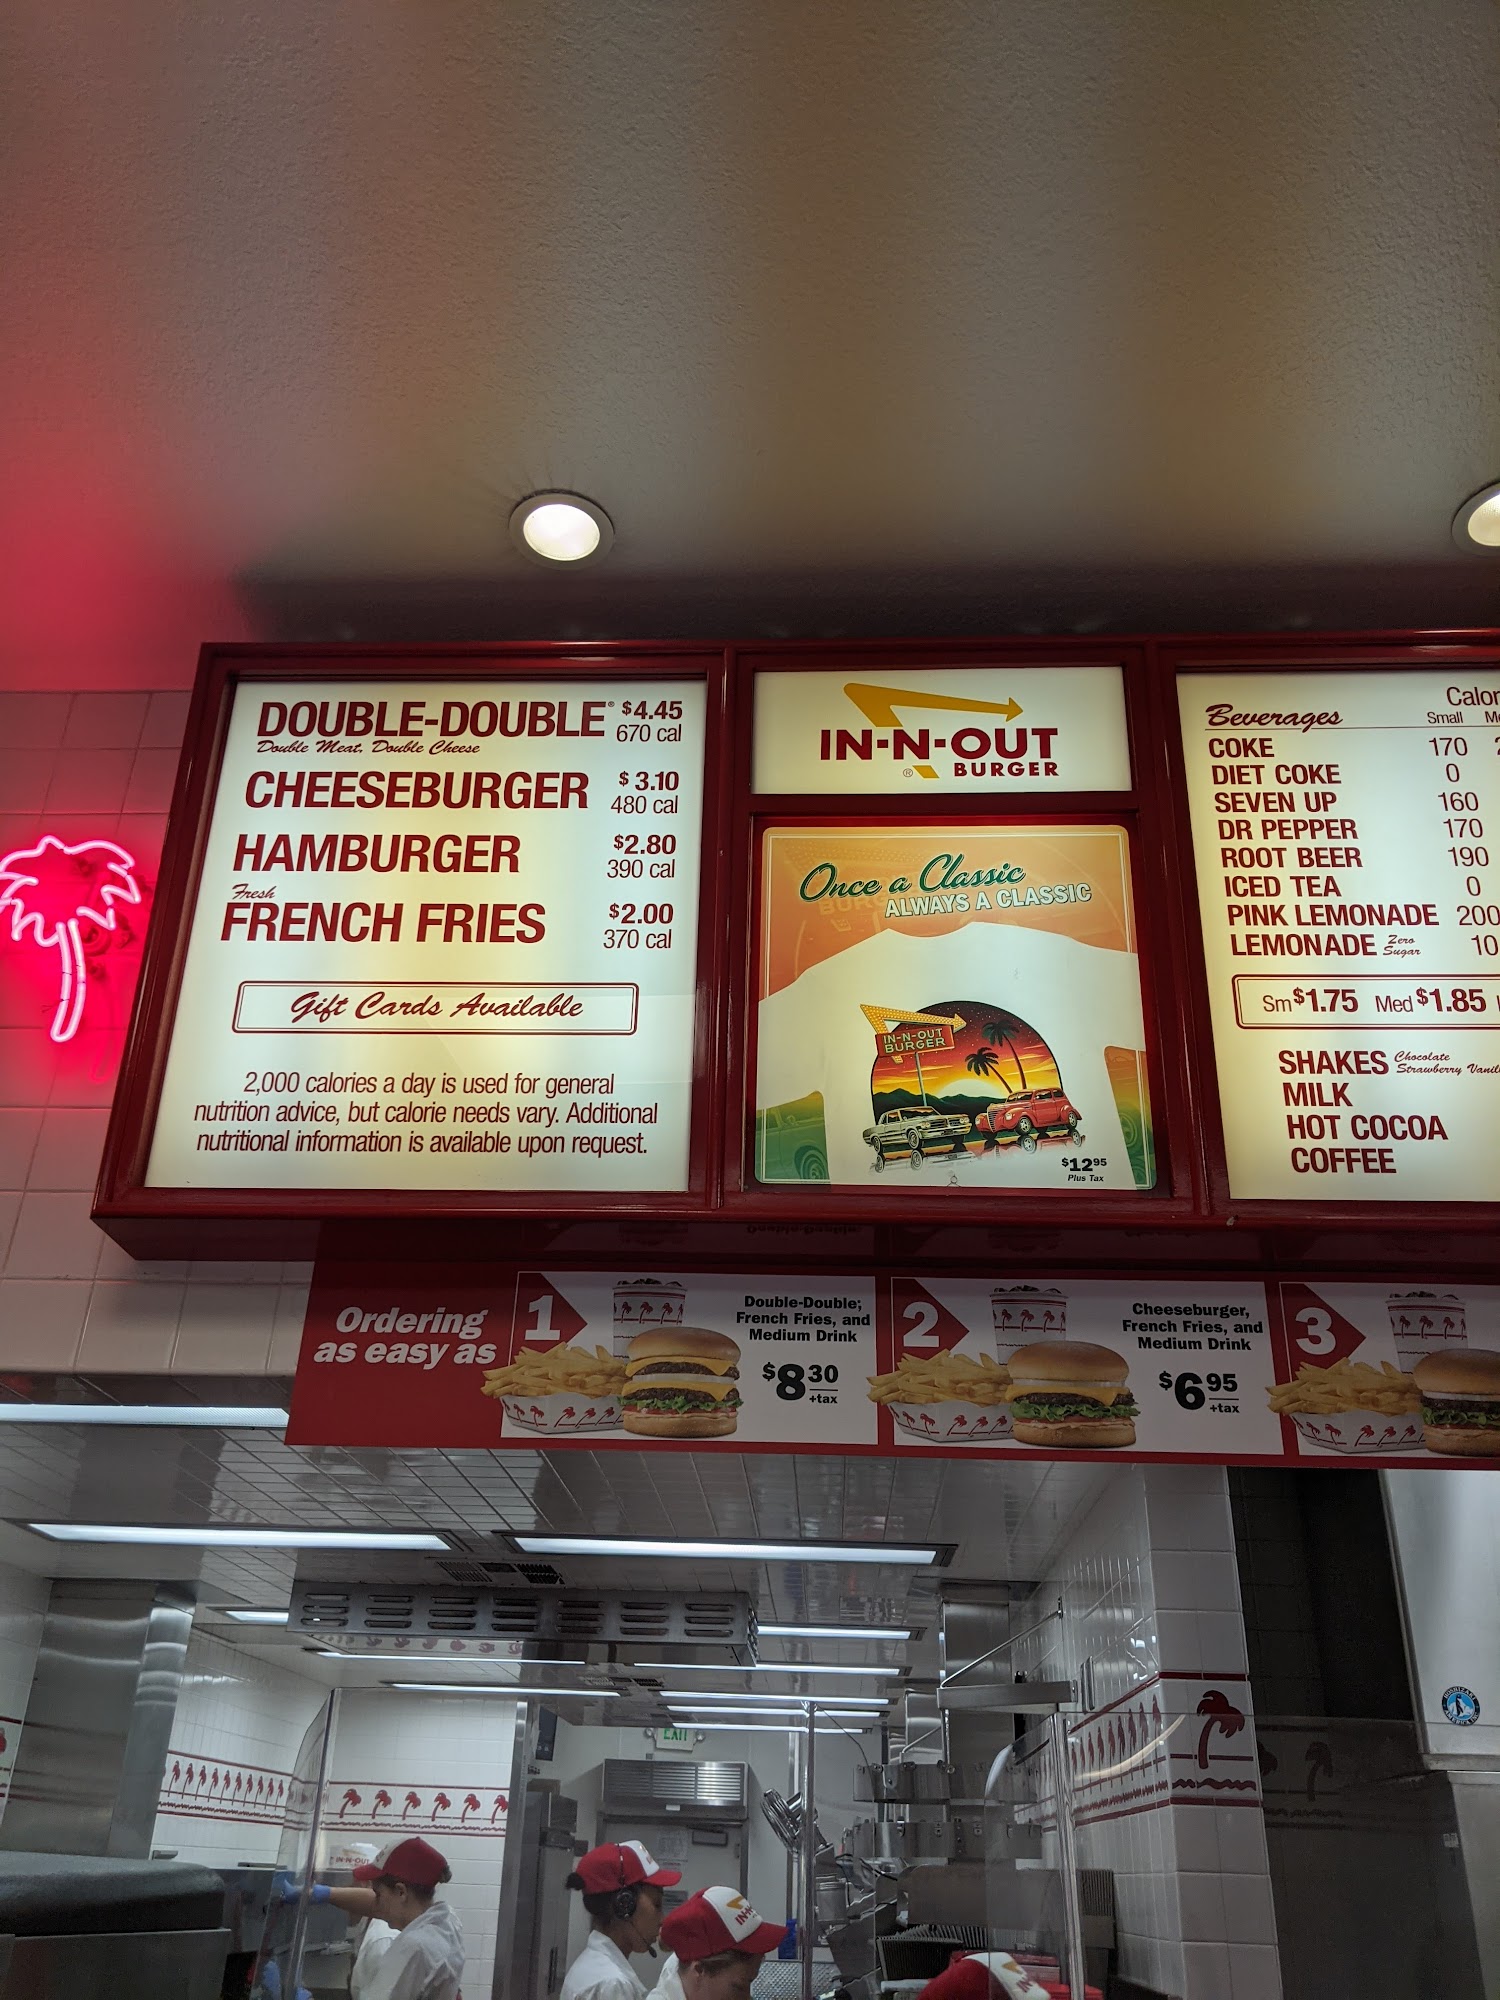 DOUBLE-DOUBLE® $4.45
Double Meat, Double Cheese 670 cal
CHEESEBURGER $3.10
480 cal
HAMBURGER $2.80
390 cal
Fresh
FRENCH FRIES $2.00
370 cal
Gift Cards Available
2,000 calories a day is used for general
nutrition advice, but calorie needs vary. Additional
nutritional information is available upon request.
IN-N-OUT
® BURGER
Once a Classic
ALWAYS A CLASSIC
IN-N-OUT
BURGER
$12.95
Plus Tax
Beverages
Small
COKE 170
DIET COKE 0
SEVEN UP 160
DR PEPPER 170
ROOT BEER 190
ICED TEA 0
PINK LEMONADE 200
LEMONADE Zero Sugar 10
Sm $1.75 Med $1.85
SHAKES Chocolate
Strawberry
MILK
HOT COCOA
COFFEE
Ordering
as easy as
1
Double-Double,
French Fries, and
Medium Drink
$8.30
+tax
2
Cheeseburger,
French Fries, and
Medium Drink
$6.95
+tax
3
EXIT
IN-N-OUT